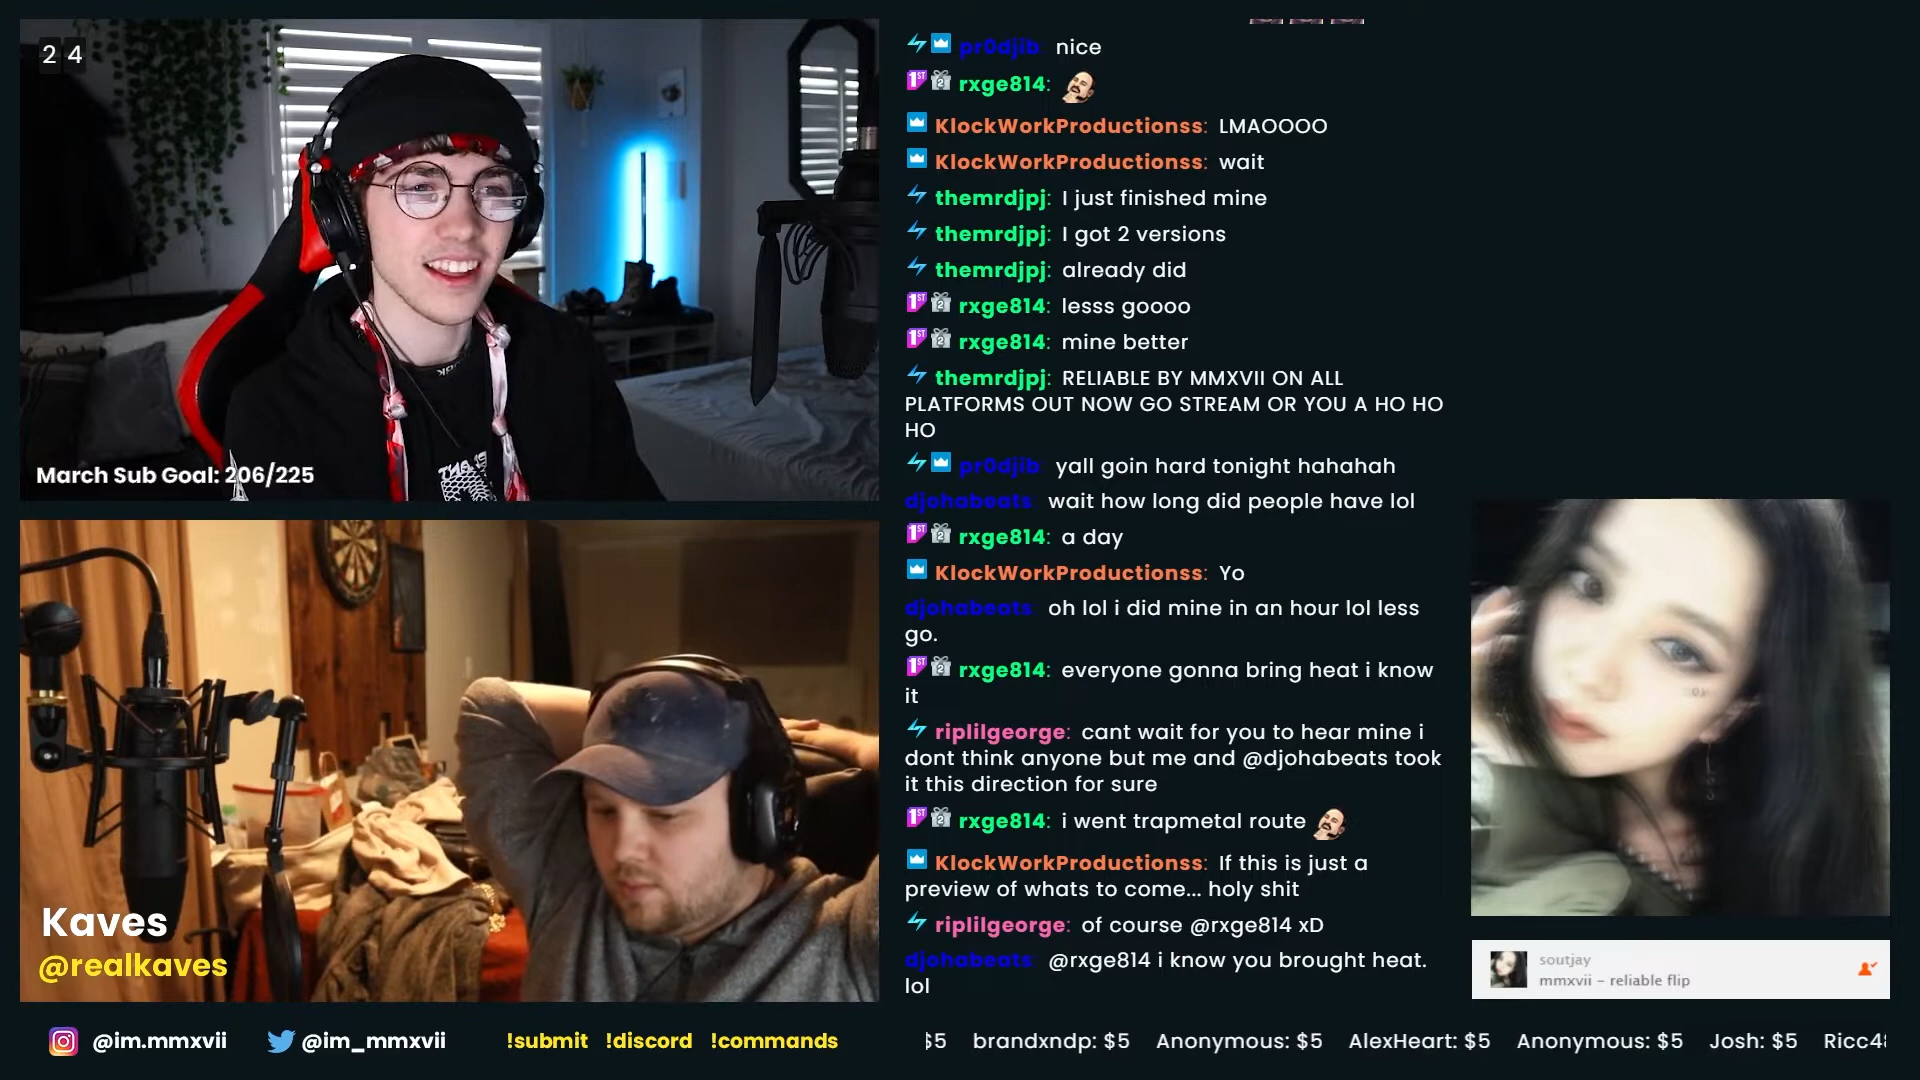 24
March Sub Goal: 206/225
Kaves
@realkaves
@im.mmxvii
@im_mmxvii
!submit !discord !commands
pr0djib nice
rxge814:
KlockWorkProductionss: LMAOOOO
KlockWorkProductionss: wait
themrdjpj: I just finished mine
themrdjpj: I got 2 versions
themrdjpj: already did
rxge814: lesss goooo
rxge814: mine better
themrdjpj: RELIABLE BY MMXVII ON ALL
PLATFORMS OUT NOW GO STREAM OR YOU A HO HO
HO
pr0djib yall goin hard tonight hahahah
djohabeats wait how long did people have lol
rxge814: a day
KlockWorkProductionss: Yo
djohabeats oh lol i did mine in an hour lol less
go.
rxge814: everyone gonna bring heat i know
it
riplilgeorge: cant wait for you to hear mine i
dont think anyone but me and @djohabeats took
it this direction for sure
rxge814: i went trapmetal route
KlockWorkProductionss: If this is just a
preview of whats to come... holy shit
riplilgeorge: of course @rxge814 xD
djohabeats @rxge814 i know you brought heat.
lol
soutjay
mmxvii - reliable flip
$5 brandxndp: $5 Anonymous: $5 AlexHeart: $5 Anonymous: $5 Josh: $5